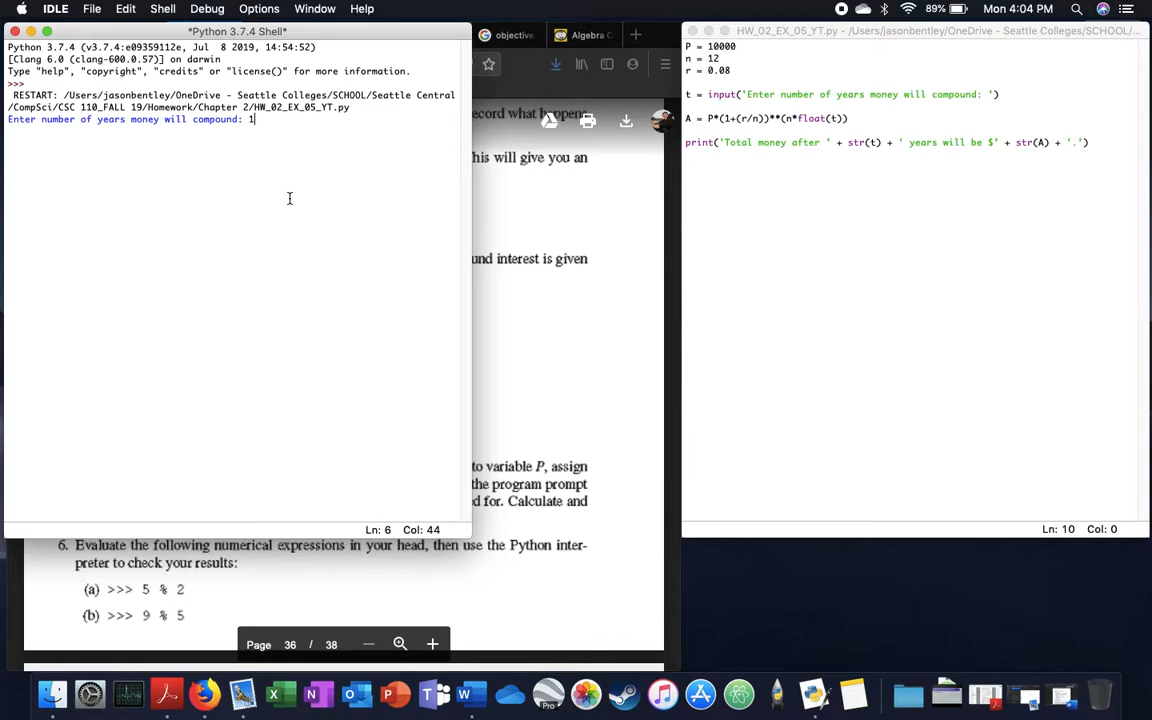 IDLE File Edit Shell Debug Options Window Help
89% Mon 4:04 PM
*Python 3.7.4 Shell*
Python 3.7.4 (v3.7.4:e09359112e, Jul  8 2019, 14:54:52)
[Clang 6.0 (clang-600.0.57)] on darwin
Type "help", "copyright", "credits" or "license()" for more information.
>>>
RESTART: /Users/jasonbentley/OneDrive - Seattle Colleges/SCHOOL/Seattle Central
/CompSci/CSC 110_FALL 19/Homework/Chapter 2/HW_02_EX_05_YT.py
Enter number of years money will compound: 1
Ln: 6 Col: 44
objective
Algebra C
ecord what happens
his will give you an
und interest is given
to variable P, assign
the program prompt
d for. Calculate and
6. Evaluate the following numerical expressions in your head, then use the Python inter-
preter to check your results:
(a) >>> 5 % 2
(b) >>> 9 % 5
Page 36 / 38
HW_02_EX_05_YT.py - /Users/jasonbentley/OneDrive - Seattle Colleges/SCHOOL/...
P = 10000
n = 12
r = 0.08
t = input('Enter number of years money will compound: ')
A = P*(1+(r/n))**(n*float(t))
print('Total money after ' + str(t) + ' years will be $' + str(A) + '.')
Ln: 10 Col: 0
Pro